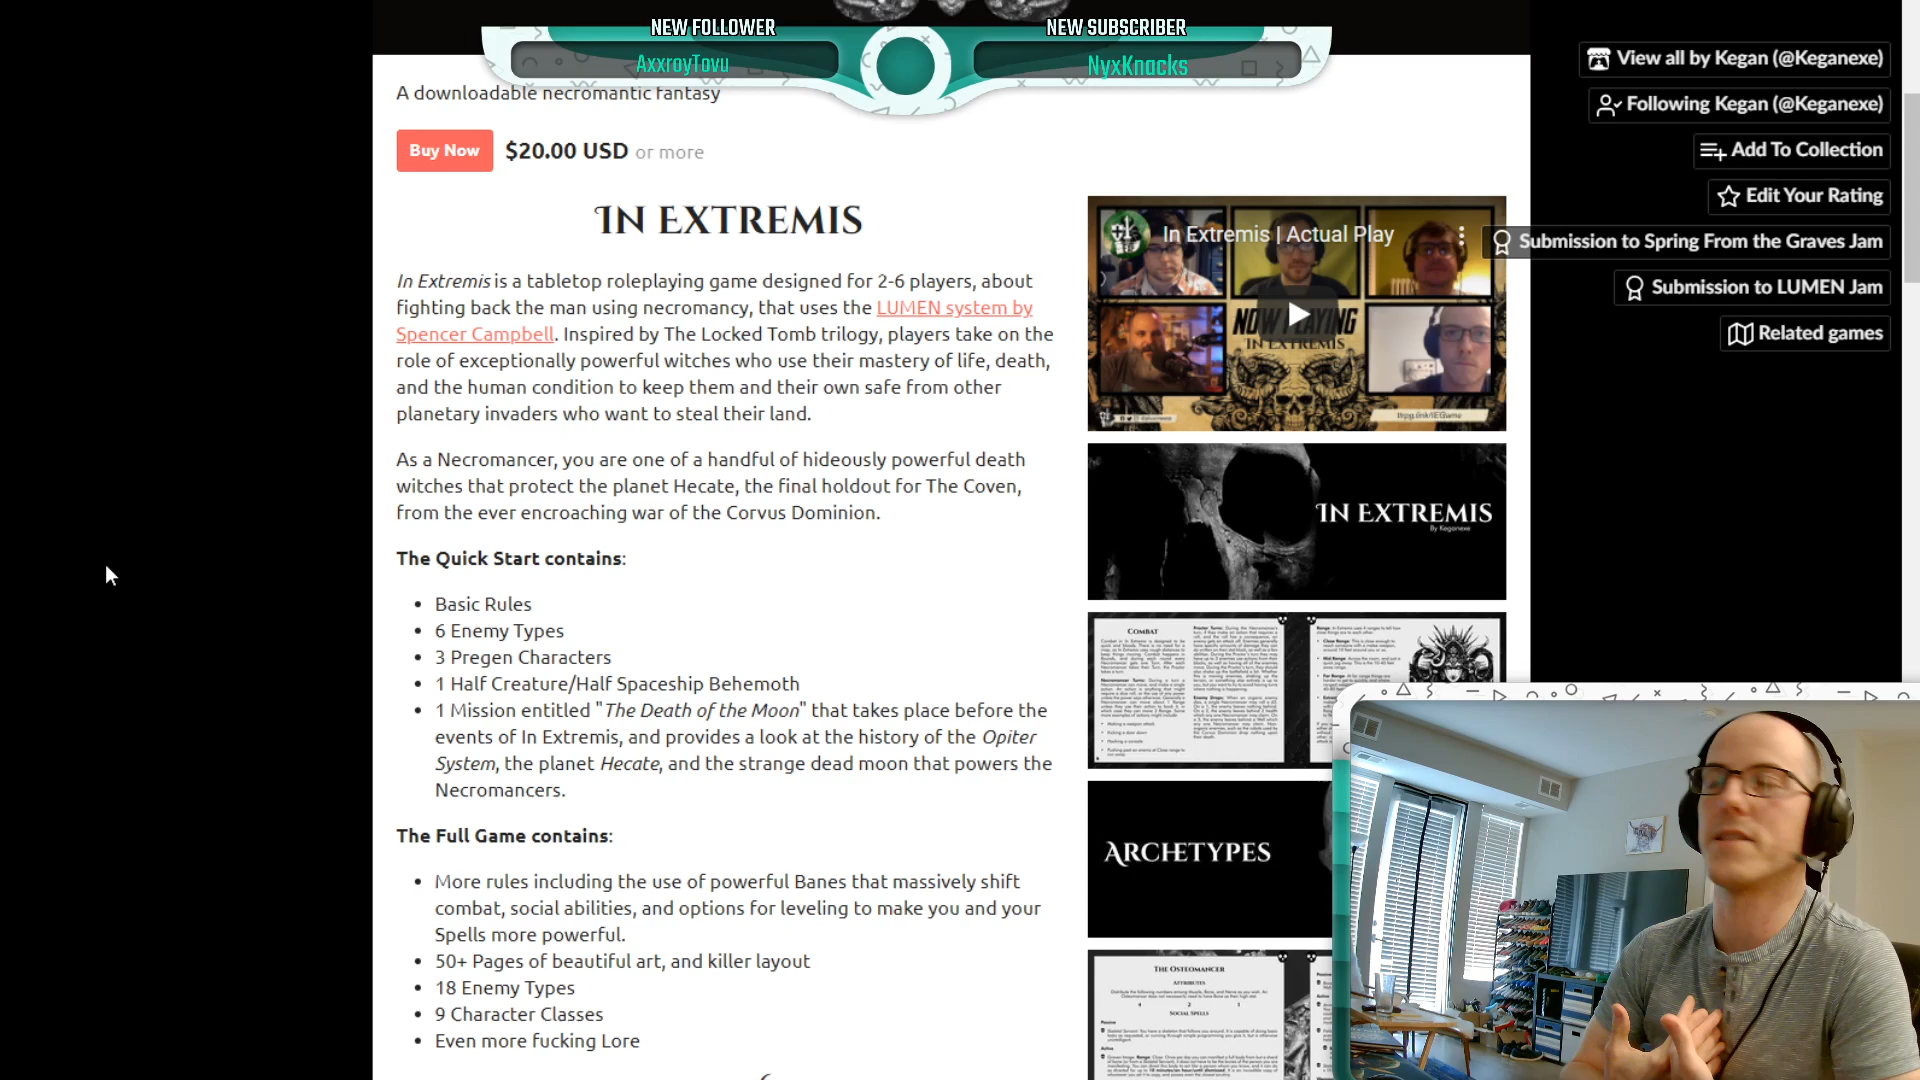 NEW FOLLOWER
AxxroyTovu
NEW SUBSCRIBER
NyxKnacks
A downloadable necromantic fantasy
Buy Now $20.00 USD or more
IN EXTREMIS
In Extremis is a tabletop roleplaying game designed for 2-6 players, about
fighting back the man using necromancy, that uses the LUMEN system by
Spencer Campbell. Inspired by The Locked Tomb trilogy, players take on the
role of exceptionally powerful witches who use their mastery of life, death,
and the human condition to keep them and their own safe from other
planetary invaders who want to steal their land.
As a Necromancer, you are one of a handful of hideously powerful death
witches that protect the planet Hecate, the final holdout for The Coven,
from the ever encroaching war of the Corvus Dominion.
The Quick Start contains:
• Basic Rules
• 6 Enemy Types
• 3 Pregen Characters
• 1 Half Creature/Half Spaceship Behemoth
• 1 Mission entitled "The Death of the Moon" that takes place before the
events of In Extremis, and provides a look at the history of the Opiter
System, the planet Hecate, and the strange dead moon that powers the
Necromancers.
The Full Game contains:
• More rules including the use of powerful Banes that massively shift
combat, social abilities, and options for leveling to make you and your
Spells more powerful.
• 50+ Pages of beautiful art, and killer layout
• 18 Enemy Types
• 9 Character Classes
• Even more fucking Lore
In Extremis | Actual Play
NOW PLAYING
IN EXTREMIS
IN EXTREMIS
By Keganexe
COMBAT
ARCHETYPES
THE OSTEOMANCER
ATTRIBUTES
SOCIAL SPELLS
View all by Kegan (@Keganexe)
Following Kegan (@Keganexe)
Add To Collection
Edit Your Rating
Submission to Spring From the Graves Jam
Submission to LUMEN Jam
Related games